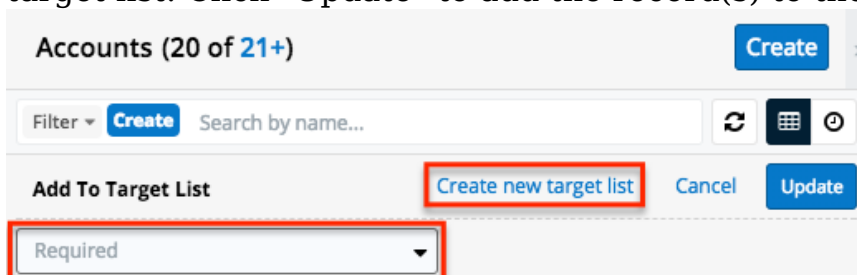 target list. Click "Update" to add the record(s) to the
Accounts (20 of 21+) Create
Filter Create Search by name...
Add To Target List Create new target list Cancel Update
Required